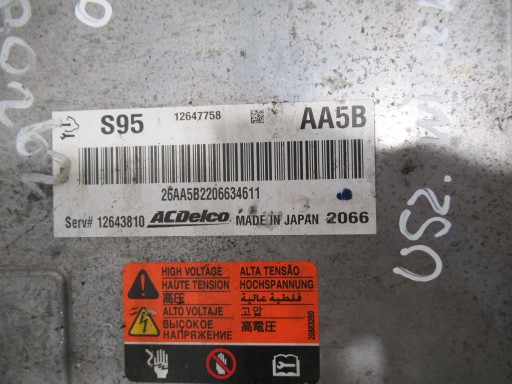 S95 12647758 AA5B
26AA5B2206634611
Serv# 12643810 ACDelco MADE IN JAPAN 2066
HIGH VOLTAGE
HAUTE TENSION
高压
ALTO VOLTAJE
ВЫСОКОЕ
НАПРЯЖЕНИЕ
ALTA TENSÃO
HOCHSPANNUNG
فلطية عالية
고압
高電圧
USZ.